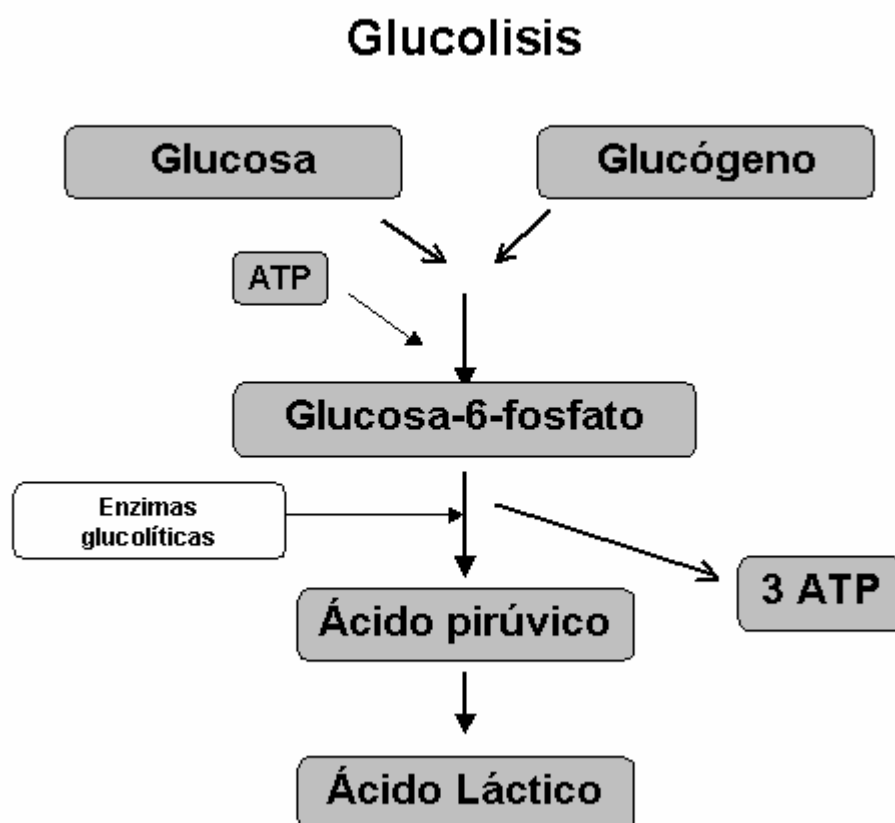 Glucolisis
Glucosa
Glucógeno
ATP
Glucosa-6-fosfato
Enzimas
glucolíticas
3 ATP
Ácido pirúvico
Ácido Láctico